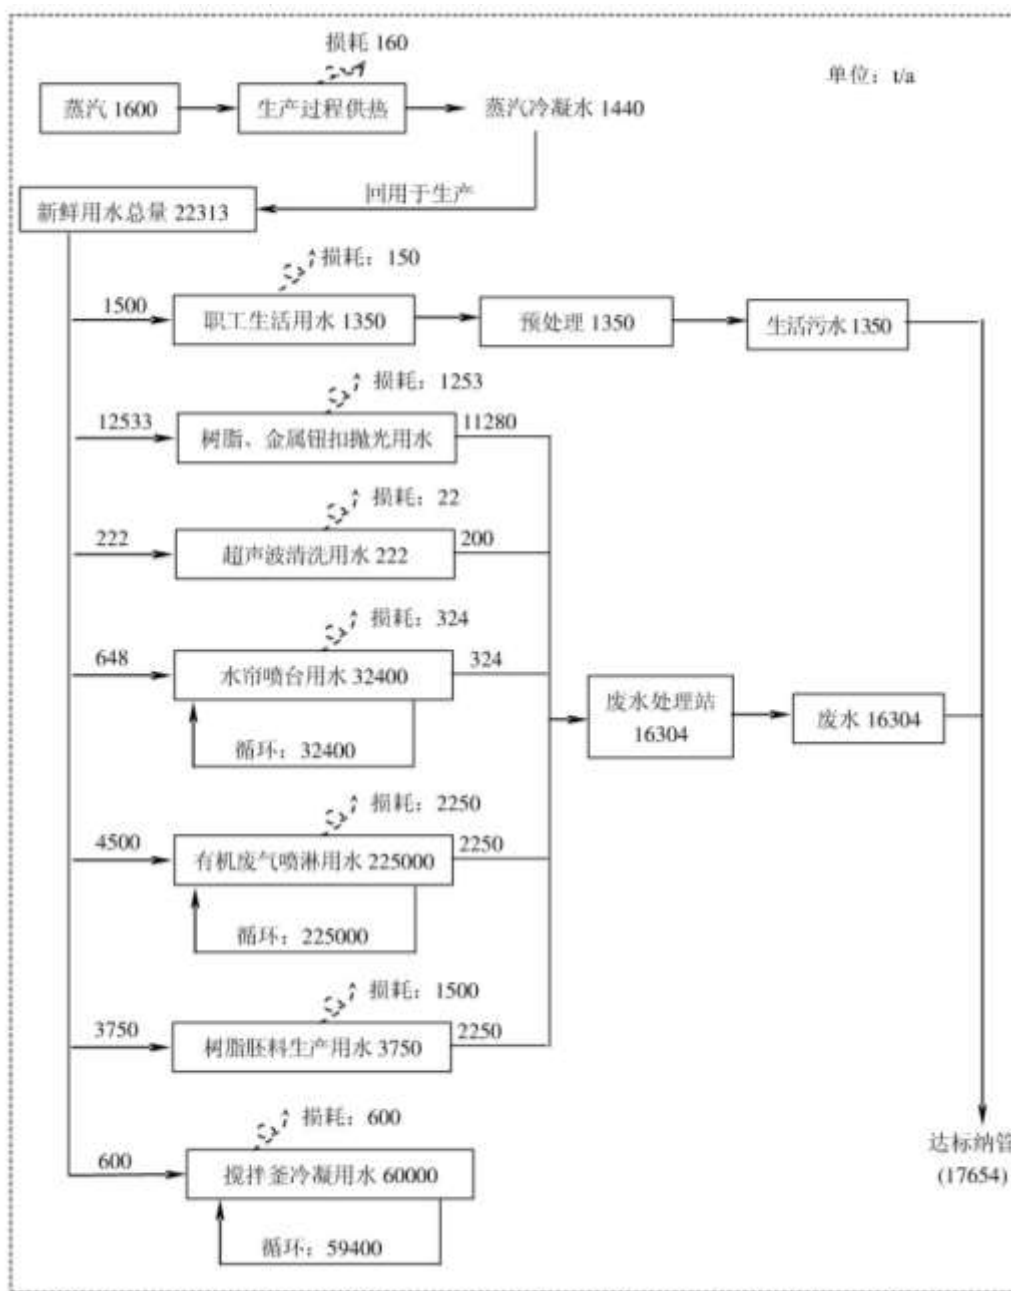 损耗 160
单位：t/a
蒸汽 1600
生产过程供热
蒸汽冷凝水 1440
回用于生产
新鲜用水总量 22313
损耗：150
1500
职工生活用水 1350
预处理 1350
生活污水 1350
损耗：1253
12533
树脂、金属钮扣抛光用水
11280
损耗：22
222
超声波清洗用水 222
200
损耗：324
648
水帘喷台用水 32400
324
循环：32400
废水处理站
16304
废水 16304
损耗：2250
4500
有机废气喷淋用水 225000
2250
循环：225000
损耗：1500
3750
树脂胚料生产用水 3750
2250
损耗：600
600
搅拌釜冷凝用水 60000
循环：59400
达标纳管
(17654)